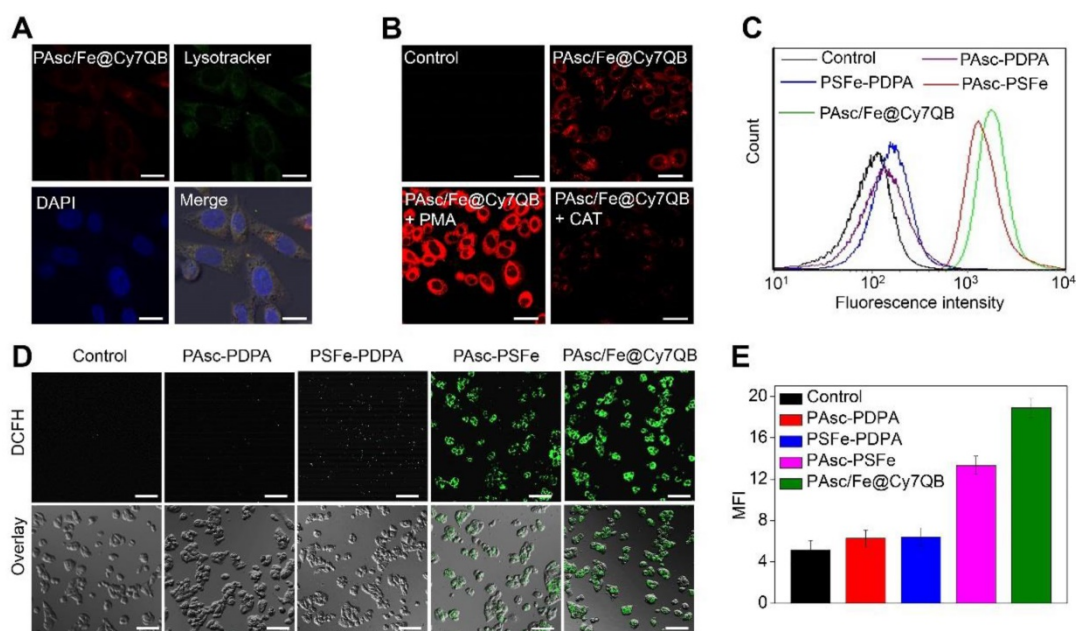 A
PAsc/Fe@Cy7QB
Lysotracker
DAPI
Merge
B
Control
PAsc/Fe@Cy7QB
PAsc/Fe@Cy7QB
+ PMA
PAsc/Fe@Cy7QB
+ CAT
C
Control
PAsc-PDPA
PSFe-PDPA
PAsc-PSFe
PAsc/Fe@Cy7QB
Count
10¹ 10² 10³ 10⁴
Fluorescence intensity
D
Control PAsc-PDPA PSFe-PDPA PAsc-PSFe PAsc/Fe@Cy7QB
DCFH
Overlay
E
20
16
12
8
4
0
MFI
Control
PAsc-PDPA
PSFe-PDPA
PAsc-PSFe
PAsc/Fe@Cy7QB